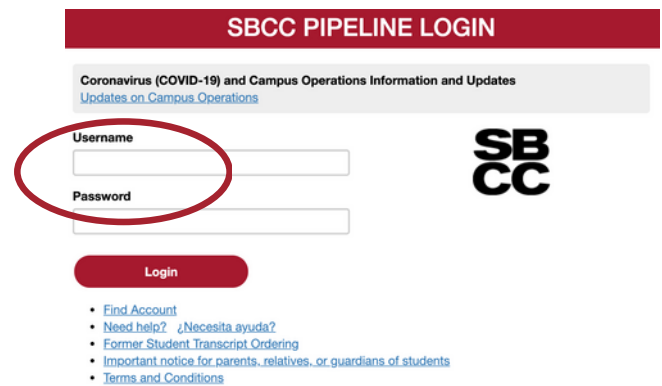 SBCC PIPELINE LOGIN
Coronavirus (COVID-19) and Campus Operations Information and Updates
Updates on Campus Operations
Username
SB
CC
Password
Login
• Find Account
• Need help? ¿Necesita ayuda?
• Former Student Transcript Ordering
• Important notice for parents, relatives, or guardians of students
• Terms and Conditions